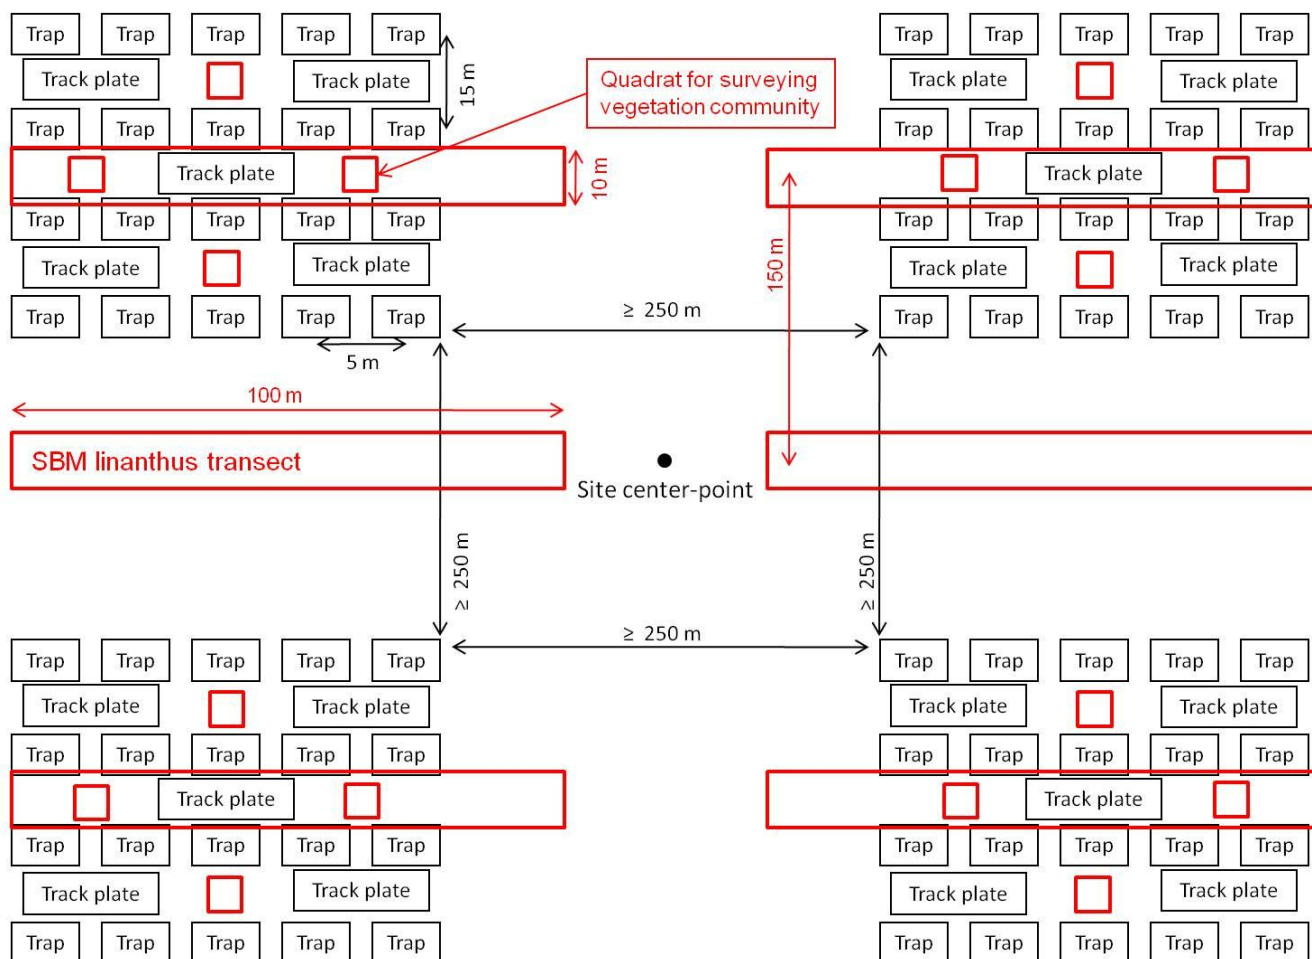 Trap Trap Trap Trap Trap Trap Trap Trap Trap Trap
Track plate Track plate 15 m Quadrat for surveying Track plate Track plate
vegetation community
Trap Trap Trap Trap Trap Trap Trap Trap Trap Trap
Track plate 10 m Track plate
Trap Trap Trap Trap Trap Trap Trap Trap Trap Trap
Track plate Track plate 150 m Track plate Track plate
Trap Trap Trap Trap Trap ≥ 250 m Trap Trap Trap Trap Trap
5 m
100 m
SBM linanthus transect
Site center-point
≥ 250 m ≥ 250 m
≥ 250 m
Trap Trap Trap Trap Trap Trap Trap Trap Trap Trap
Track plate Track plate Track plate Track plate
Trap Trap Trap Trap Trap Trap Trap Trap Trap Trap
Track plate Track plate
Trap Trap Trap Trap Trap Trap Trap Trap Trap Trap
Track plate Track plate Track plate Track plate
Trap Trap Trap Trap Trap Trap Trap Trap Trap Trap